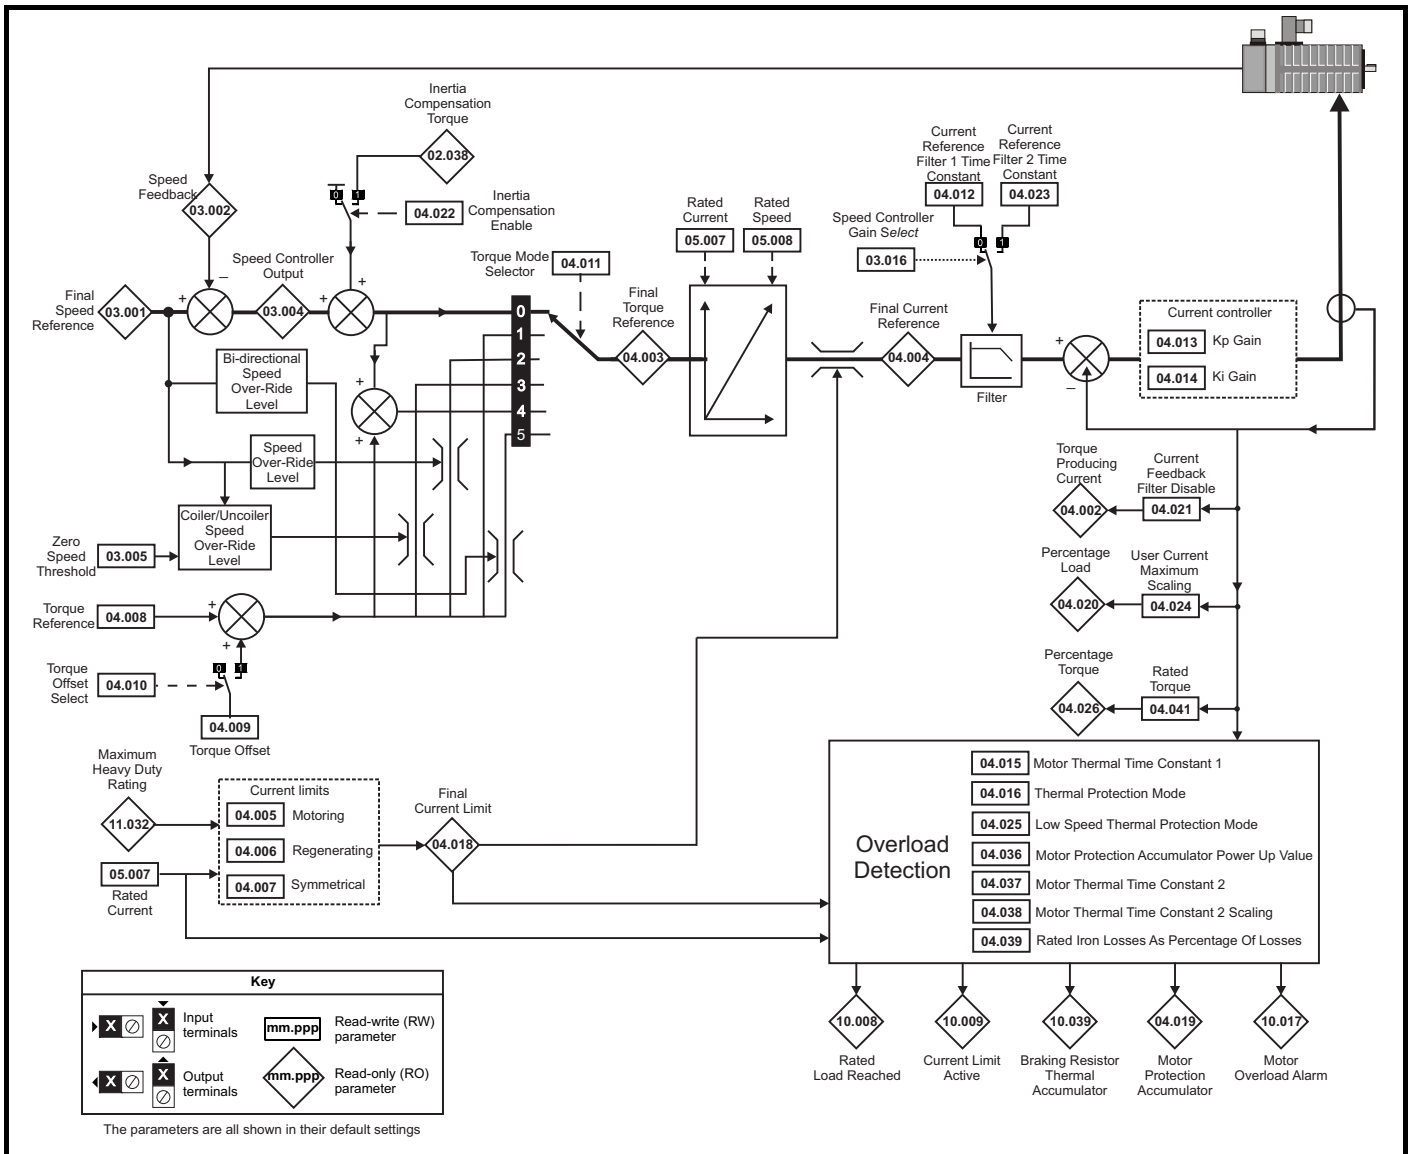 Inertia
Compensation
Torque
02.038
0 1
04.022
Inertia
Compensation
Enable
Speed
Feedback
03.002
Speed Controller
Output
03.004
Final
Speed
Reference
03.001
+
–
+
+
Bi-directional
Speed
Over-Ride
Level
Speed
Over-Ride
Level
Coiler/Uncoiler
Speed
Over-Ride
Level
Zero
Speed
Threshold
03.005
Torque
Reference
04.008
+
+
Torque
Offset
Select
04.010
0 1
04.009
Torque Offset
+
+
0
1
2
3
4
5
Torque Mode
Selector
04.011
Final
Torque
Reference
04.003
Rated
Current
05.007
Rated
Speed
05.008
Speed Controller
Gain Select
03.016
Current
Reference
Filter 1 Time
Constant
04.012
Current
Reference
Filter 2 Time
Constant
04.023
0 1
Final Current
Reference
04.004
Filter
+
–
Current controller
04.013 Kp Gain
04.014 Ki Gain
Torque
Producing
Current
04.002
Current
Feedback
Filter Disable
04.021
Percentage
Load
04.020
User Current
Maximum
Scaling
04.024
Percentage
Torque
04.026
Rated
Torque
04.041
Maximum
Heavy Duty
Rating
11.032
05.007
Rated
Current
Current limits
04.005 Motoring
04.006 Regenerating
04.007 Symmetrical
Final
Current Limit
04.018
Overload
Detection
04.015 Motor Thermal Time Constant 1
04.016 Thermal Protection Mode
04.025 Low Speed Thermal Protection Mode
04.036 Motor Protection Accumulator Power Up Value
04.037 Motor Thermal Time Constant 2
04.038 Motor Thermal Time Constant 2 Scaling
04.039 Rated Iron Losses As Percentage Of Losses
10.008
Rated
Load Reached
10.009
Current Limit
Active
10.039
Braking Resistor
Thermal
Accumulator
04.019
Motor
Protection
Accumulator
10.017
Motor
Overload Alarm
Key
X X Input
terminals
mm.ppp Read-write (RW)
parameter
X X Output
terminals
mm.ppp Read-only (RO)
parameter
The parameters are all shown in their default settings